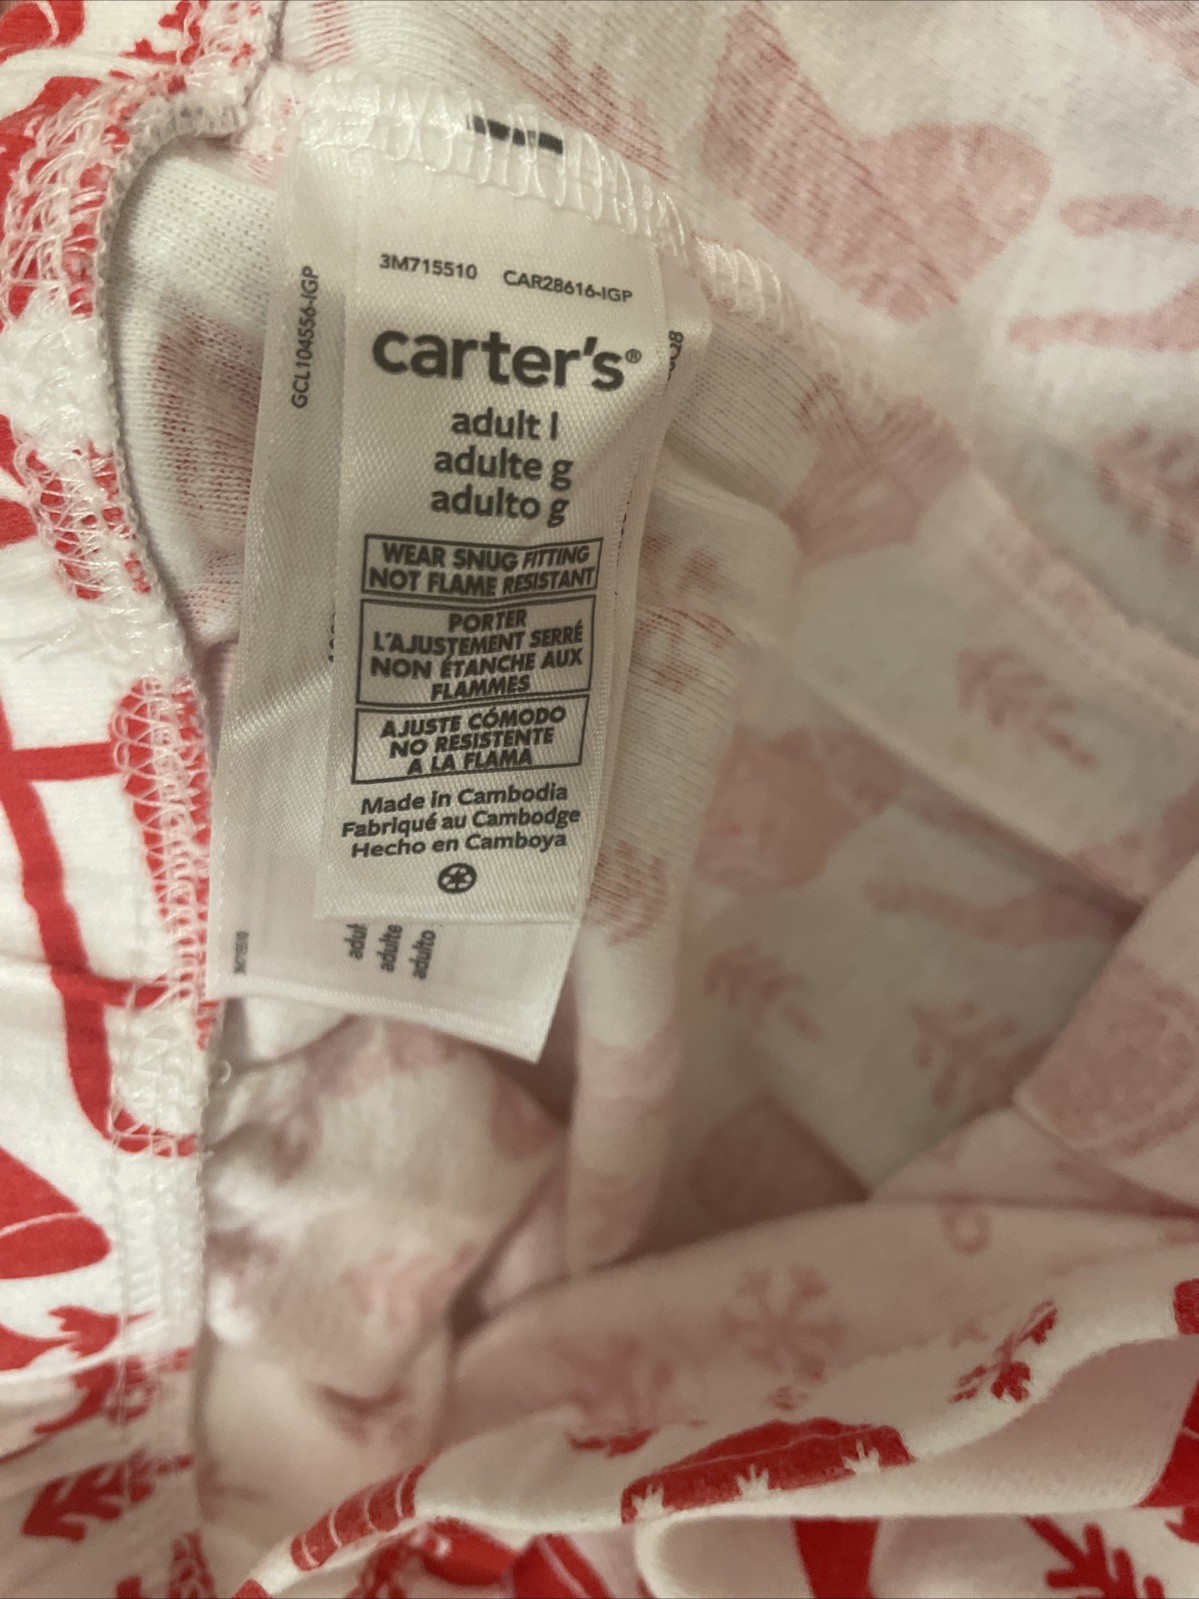 3M715510 CAR28616-IGP
carter's®
adult l
adulte g
adulto g
WEAR SNUG FITTING
NOT FLAME RESISTANT
PORTER
L'AJUSTEMENT SERRÉ
NON ÉTANCHE AUX
FLAMMES
AJUSTE CÓMODO
NO RESISTENTE
A LA FLAMA
Made in Cambodia
Fabriqué au Cambodge
Hecho en Camboya
GCL104556-IGP
3M715510
adulte
adulto